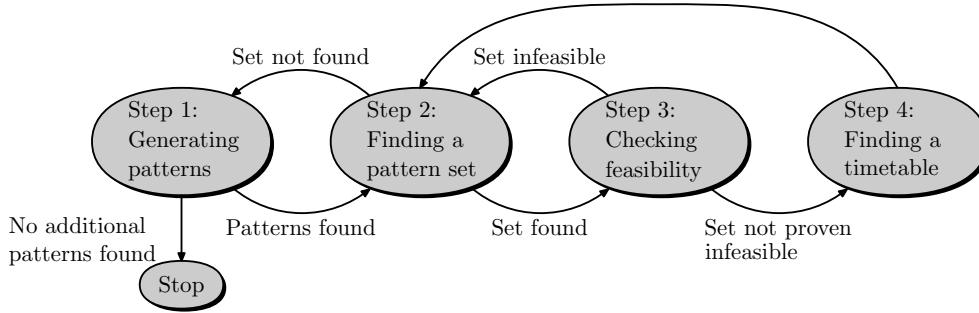 Set not found
Set infeasible
Step 1:
Generating
patterns
Step 2:
Finding a
pattern set
Step 3:
Checking
feasibility
Step 4:
Finding a
timetable
No additional
patterns found
Patterns found
Set found
Set not proven
infeasible
Stop